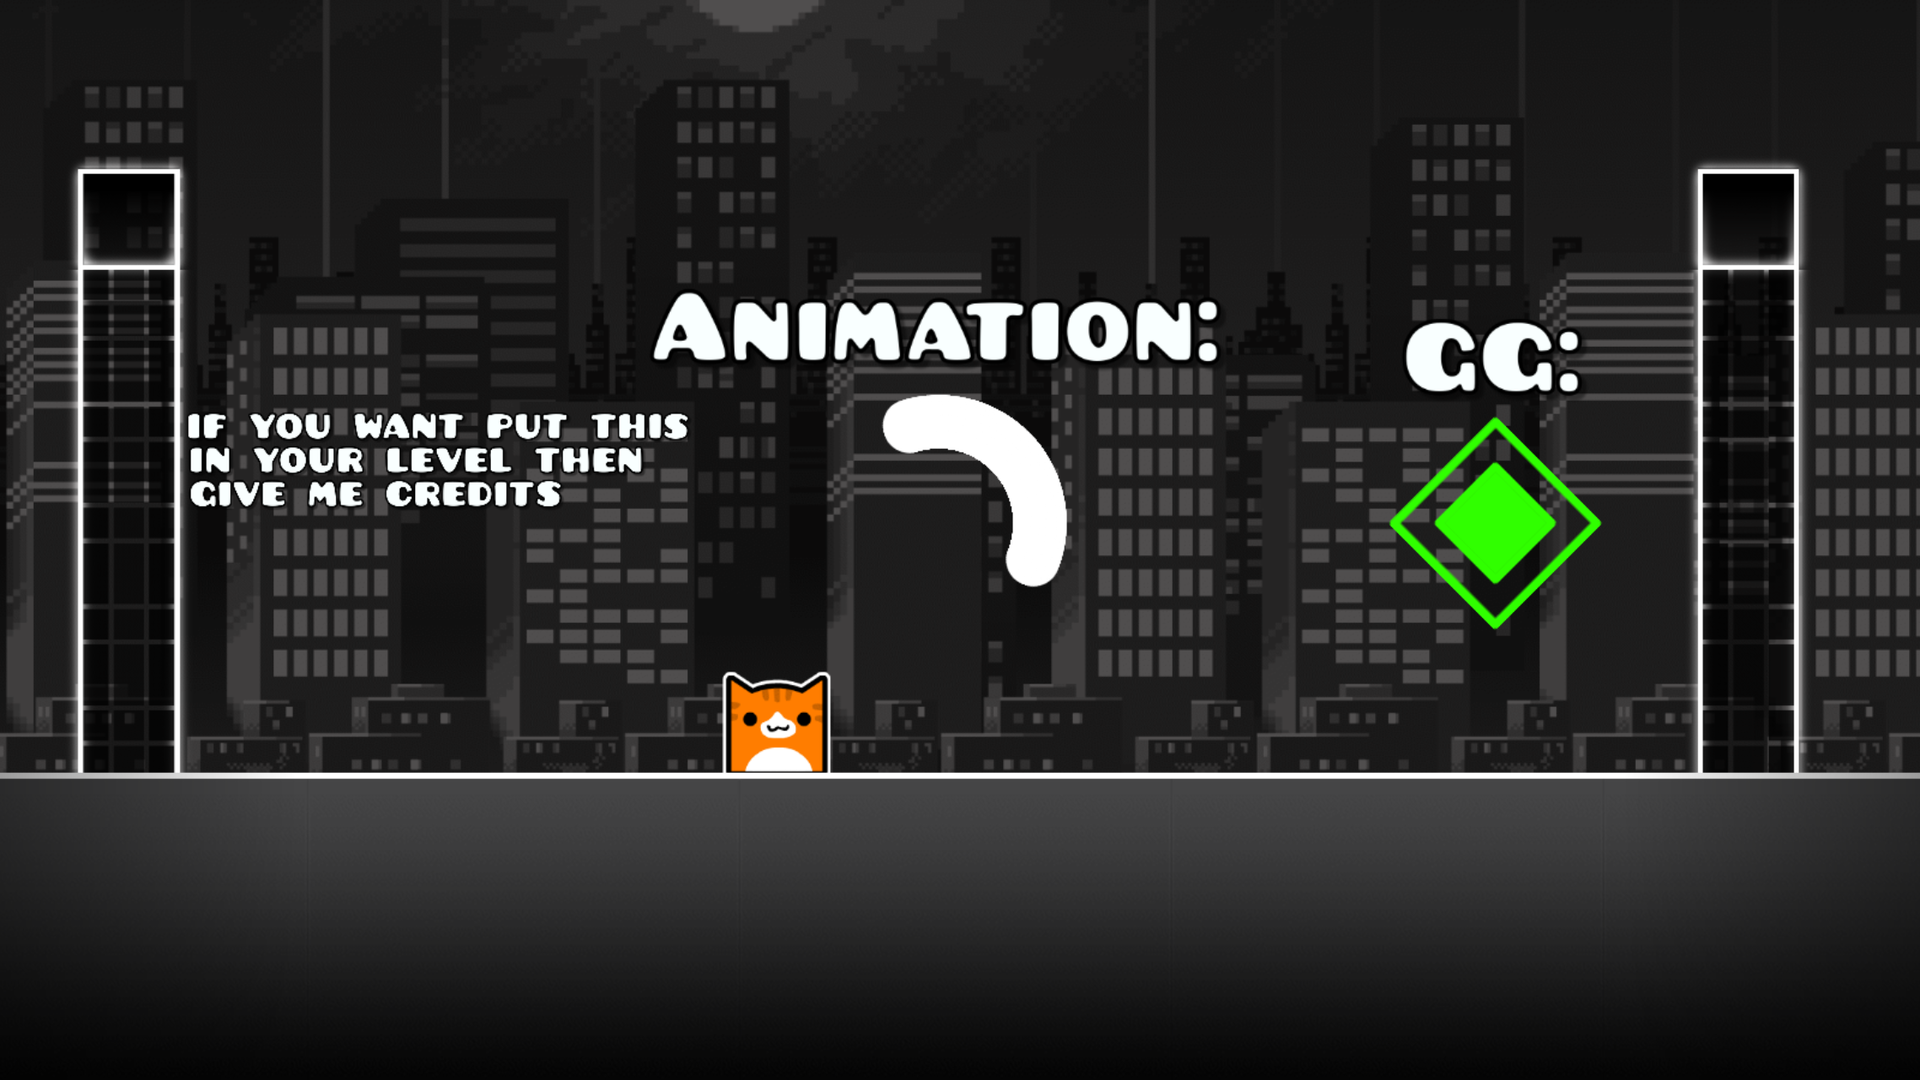 ANIMATION:
GG:
IF YOU WANT PUT THIS
IN YOUR LEVEL THEN
GIVE ME CREDITS